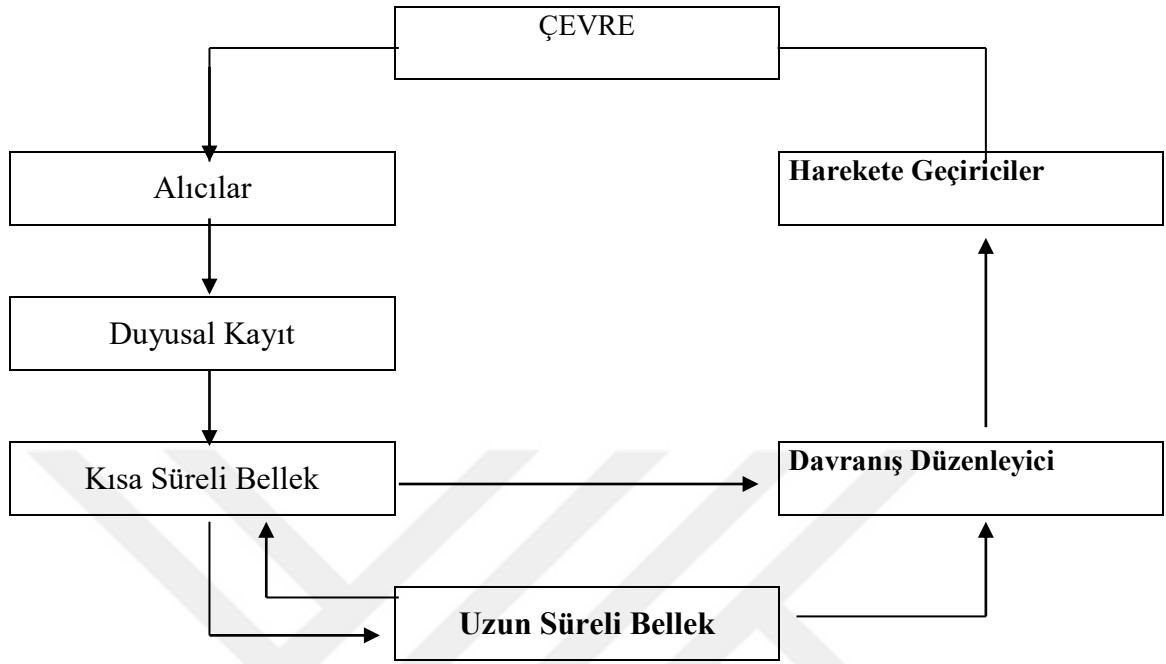 ÇEVRE
Alıcılar
Harekete Geçiriciler
Duyusal Kayıt
Kısa Süreli Bellek
Davranış Düzenleyici
Uzun Süreli Bellek